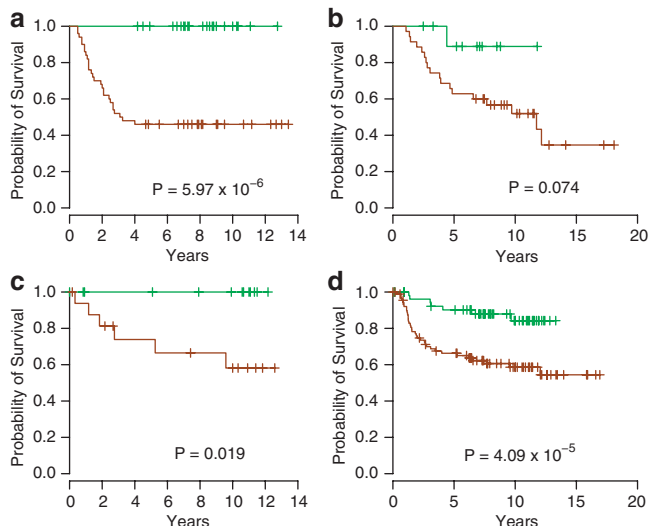 a
Probability of Survival
1.0
0.8
0.6
0.4
0.2
0.0
P = 5.97 x 10⁻⁶
0 2 4 6 8 10 12 14
Years
b
Probability of Survival
1.0
0.8
0.6
0.4
0.2
0.0
P = 0.074
0 5 10 15 20
Years
c
Probability of Survival
1.0
0.8
0.6
0.4
0.2
0.0
P = 0.019
0 2 4 6 8 10 12 14
Years
d
Probability of Survival
1.0
0.8
0.6
0.4
0.2
0.0
P = 4.09 x 10⁻⁵
0 5 10 15 20
Years